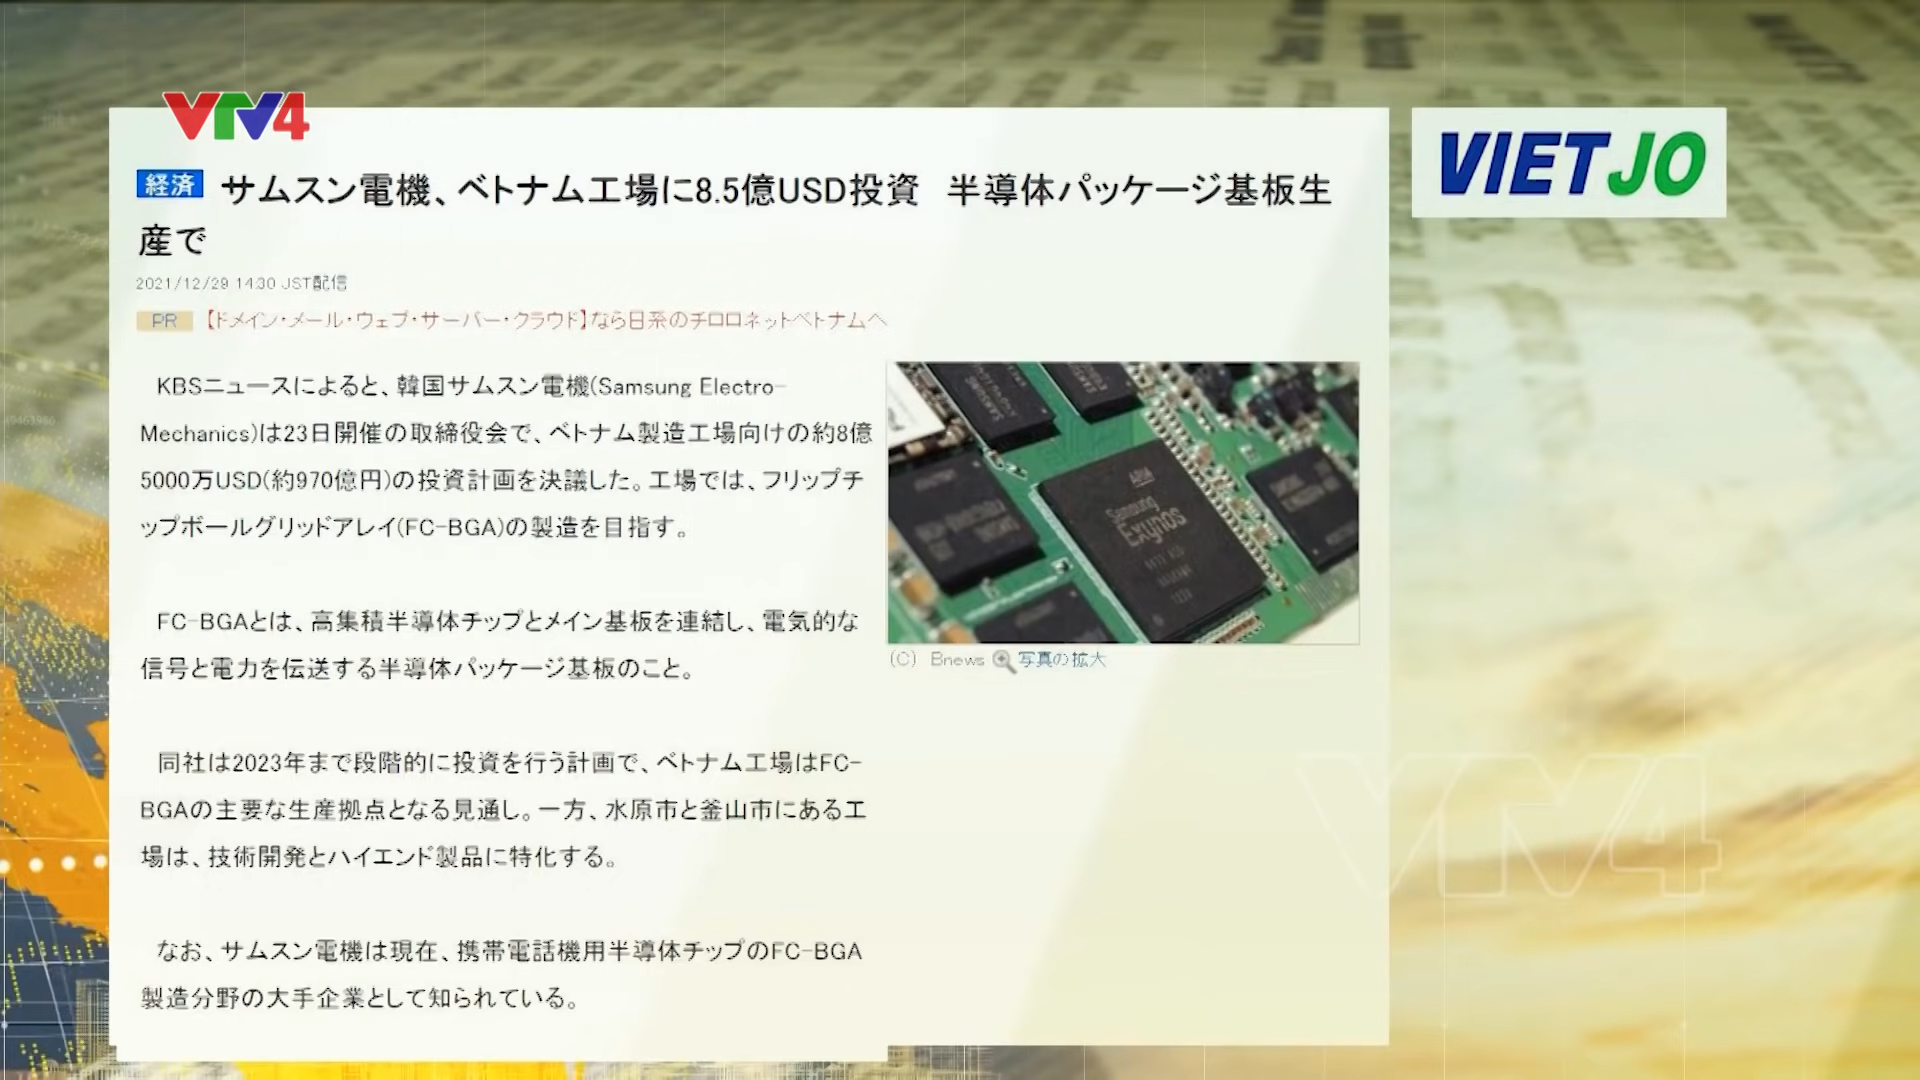 VTV4
VIETJO
経済 サムスン電機、ベトナム工場に8.5億USD投資　半導体パッケージ基板生
産で
2021/12/29 14:30 JST配信
PR 【ドメイン・メール・ウェブ・サーバー・クラウド】なら日系のチロロネットベトナムへ
KBSニュースによると、韓国サムスン電機(Samsung Electro-
Mechanics)は23日開催の取締役会で、ベトナム製造工場向けの約8億
5000万USD(約970億円)の投資計画を決議した。工場では、フリップチ
ップボールグリッドアレイ(FC-BGA)の製造を目指す。
FC-BGAとは、高集積半導体チップとメイン基板を連結し、電気的な
信号と電力を伝送する半導体パッケージ基板のこと。
同社は2023年まで段階的に投資を行う計画で、ベトナム工場はFC-
BGAの主要な生産拠点となる見通し。一方、水原市と釜山市にある工
場は、技術開発とハイエンド製品に特化する。
なお、サムスン電機は現在、携帯電話機用半導体チップのFC-BGA
製造分野の大手企業として知られている。
ARM
Samsung
Exynos
(C) Bnews 写真の拡大
VTV4